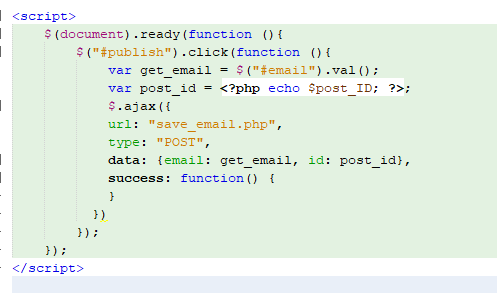 <script>
$(document).ready(function (){
$("#publish").click(function (){
var get_email = $("#email").val();
var post_id = <?php echo $post_ID; ?>;
$.ajax({
url: "save_email.php",
type: "POST",
data: {email: get_email, id: post_id},
success: function() {
}
})
});
});
</script>